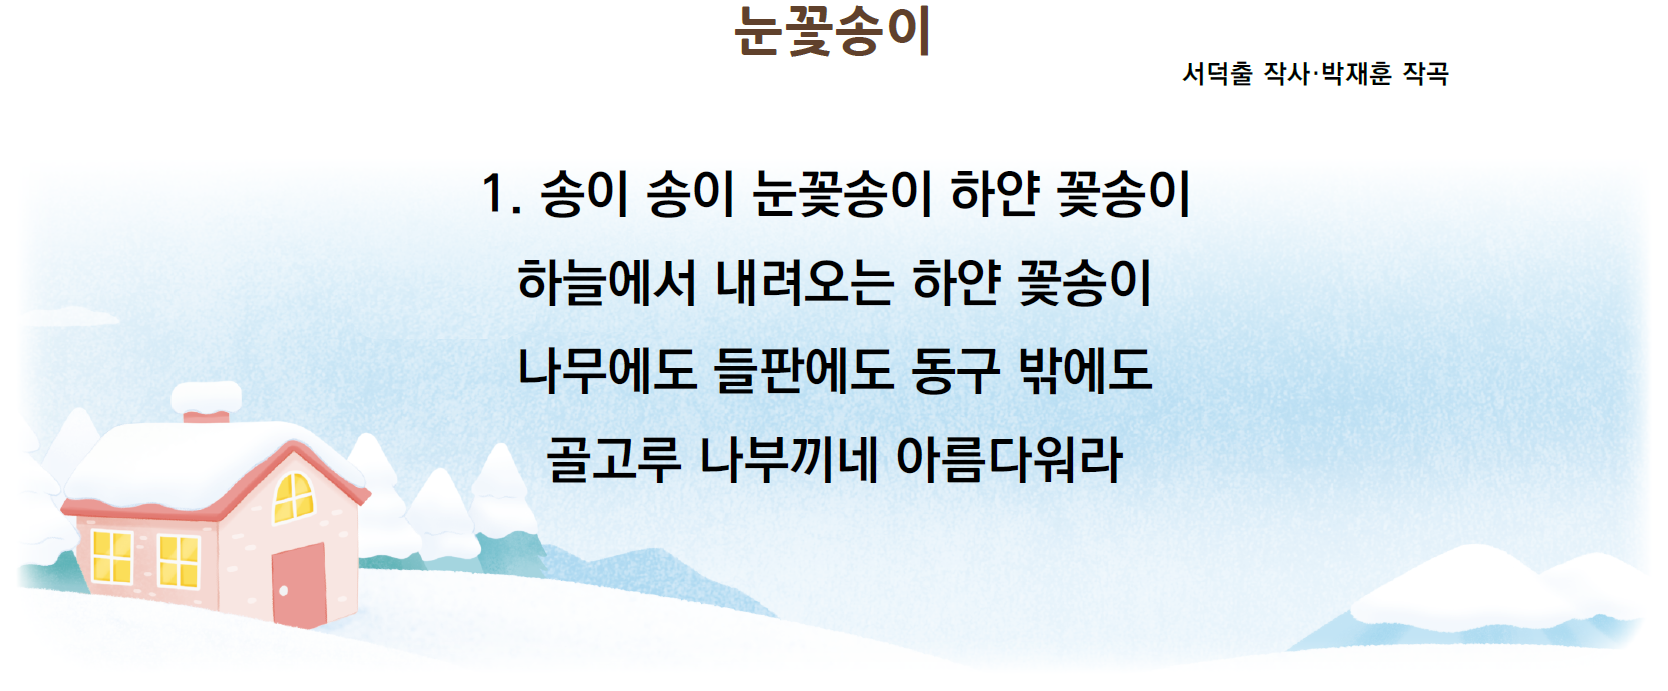 눈꽃송이
서덕출 작사·박재훈 작곡
1. 송이 송이 눈꽃송이 하얀 꽃송이
하늘에서 내려오는 하얀 꽃송이
나무에도 들판에도 동구 밖에도
골고루 나부끼네 아름다워라